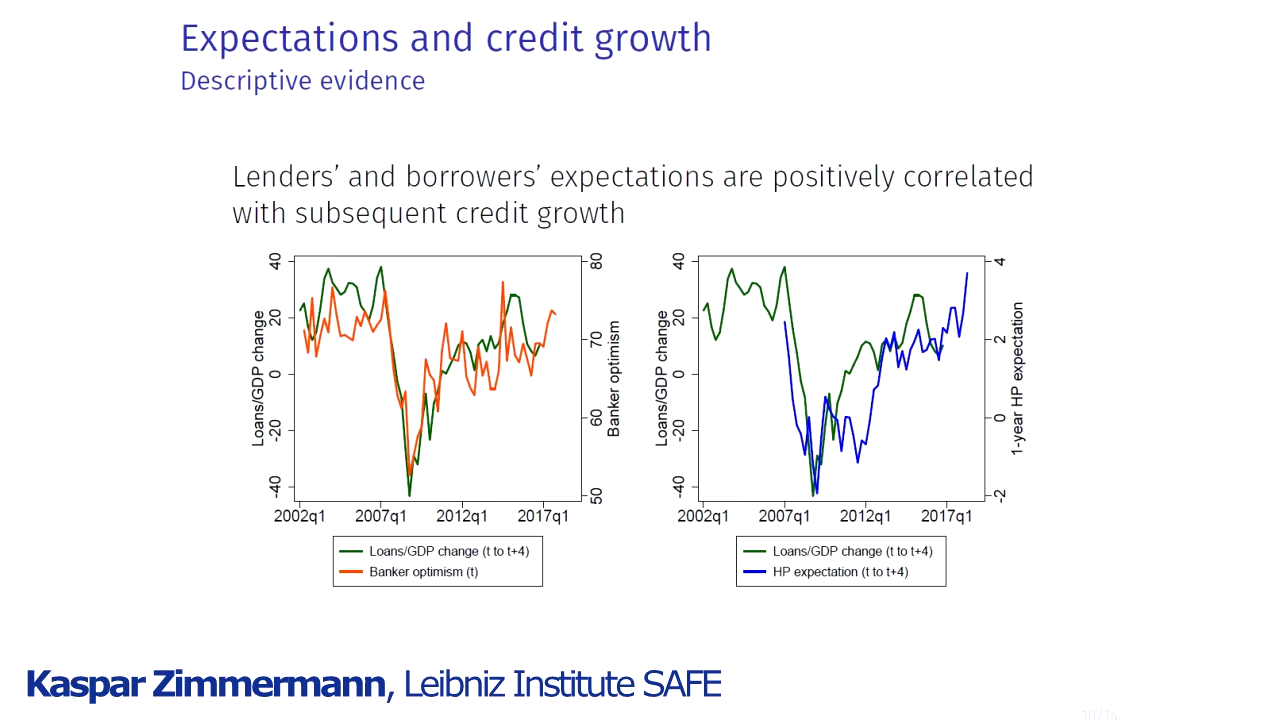 Expectations and credit growth
Descriptive evidence
Lenders’ and borrowers’ expectations are positively correlated
with subsequent credit growth
40
20
0
-20
-40
Loans/GDP change
80
70
60
50
Banker optimism
2002q1 2007q1 2012q1 2017q1
Loans/GDP change (t to t+4)
Banker optimism (t)
40
20
0
-20
-40
Loans/GDP change
4
2
0
-2
1-year HP expectation
2002q1 2007q1 2012q1 2017q1
Loans/GDP change (t to t+4)
HP expectation (t to t+4)
Kaspar Zimmermann, Leibniz Institute SAFE
10/14